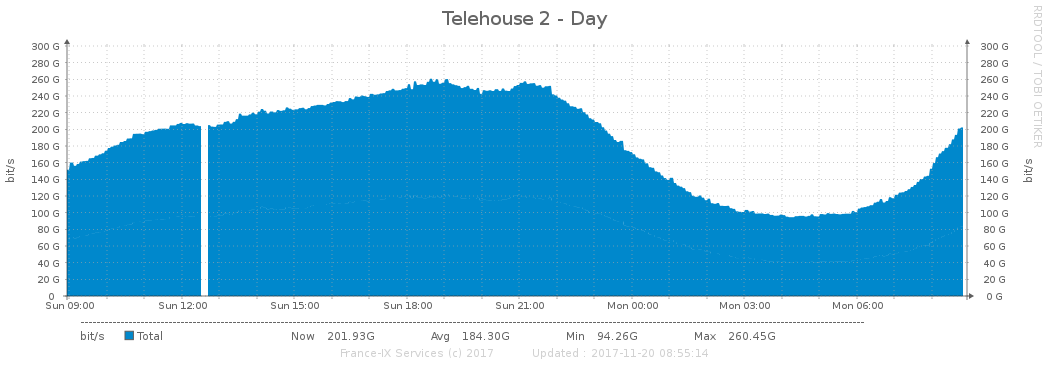 Telehouse 2 - Day
RRDTOOL / TOBI OETIKER
300 G 300 G
280 G 280 G
260 G 260 G
240 G 240 G
220 G 220 G
200 G 200 G
180 G 180 G
160 G 160 G
140 G 140 G
120 G 120 G
100 G 100 G
80 G 80 G
60 G 60 G
40 G 40 G
20 G 20 G
0 0 G
bit/s bit/s
Sun 09:00 Sun 12:00 Sun 15:00 Sun 18:00 Sun 21:00 Mon 00:00 Mon 03:00 Mon 06:00
bit/s Total Now 201.93G Avg 184.30G Min 94.26G Max 260.45G
France-IX Services (c) 2017 Updated : 2017-11-20 08:55:14